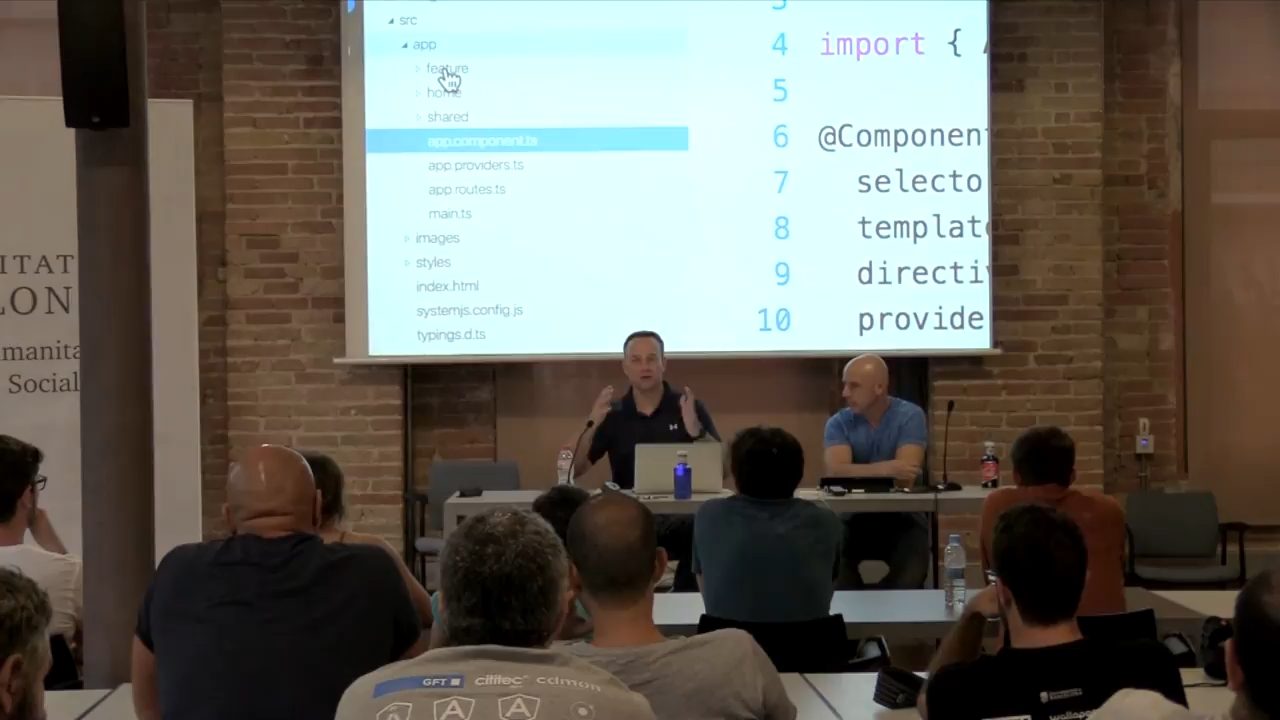 src
app
feature
home
shared
app.component.ts
app.providers.ts
app.routes.ts
main.ts
images
styles
index.html
systemjs.config.js
typings.d.ts
4 import {
5
6 @Component
7 selecto
8 template
9 directiv
10 provide
ITAT
LON
manita
Social
GFT cititec cdmon